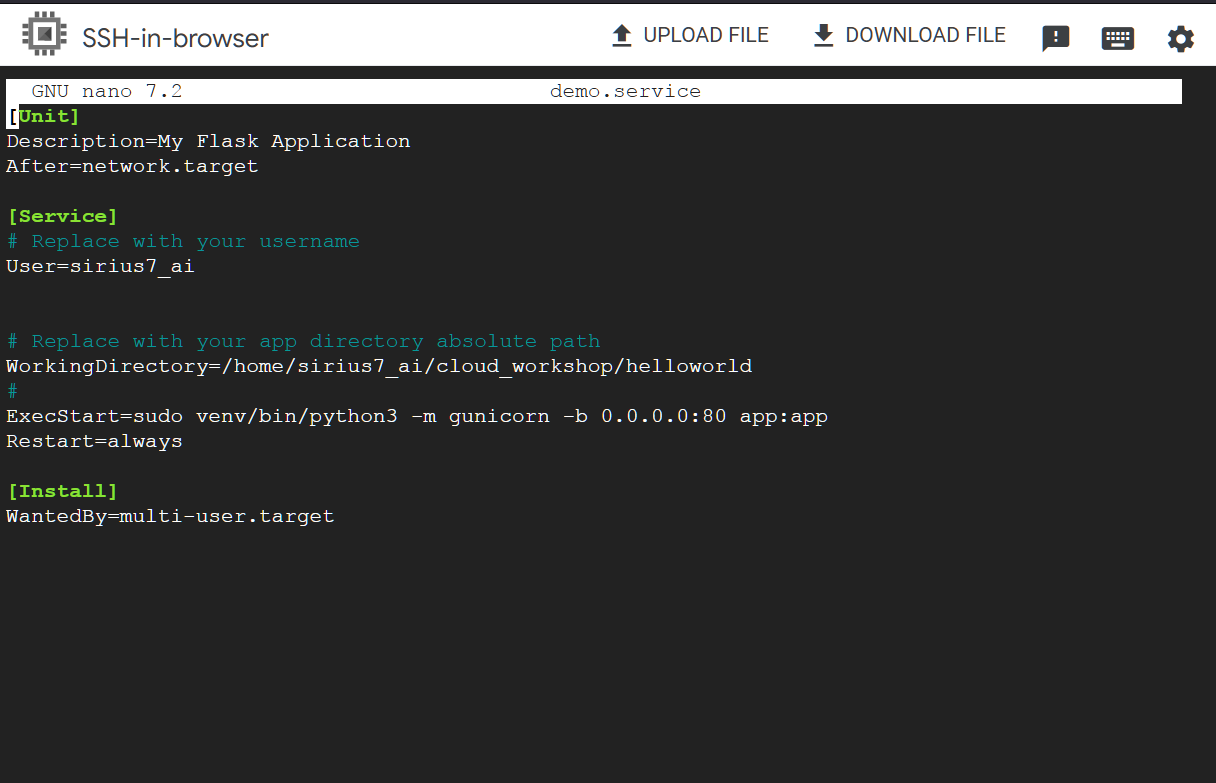 SSH-in-browser UPLOAD FILE DOWNLOAD FILE
GNU nano 7.2 demo.service
[Unit]
Description=My Flask Application
After=network.target
[Service]
# Replace with your username
User=sirius7_ai
# Replace with your app directory absolute path
WorkingDirectory=/home/sirius7_ai/cloud_workshop/helloworld
#
ExecStart=sudo venv/bin/python3 -m gunicorn -b 0.0.0.0:80 app:app
Restart=always
[Install]
WantedBy=multi-user.target